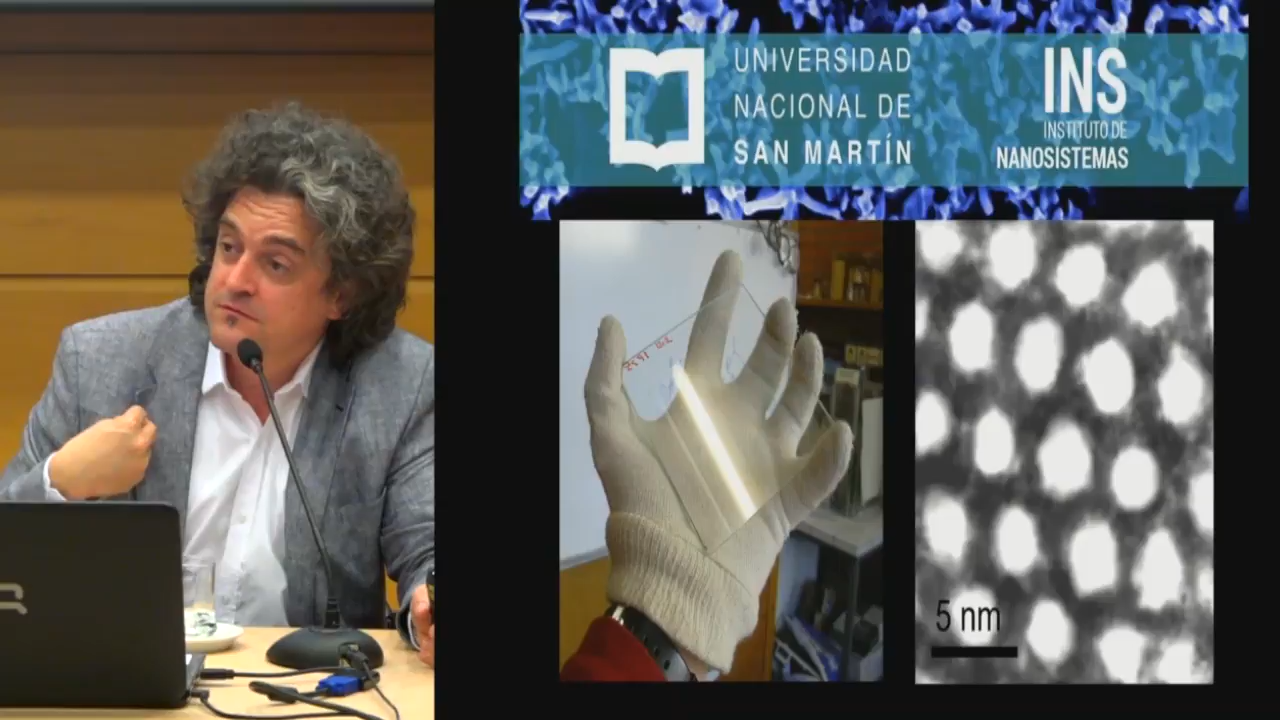 UNIVERSIDAD
NACIONAL DE
SAN MARTÍN
INS
INSTITUTO DE
NANOSISTEMAS
5 nm